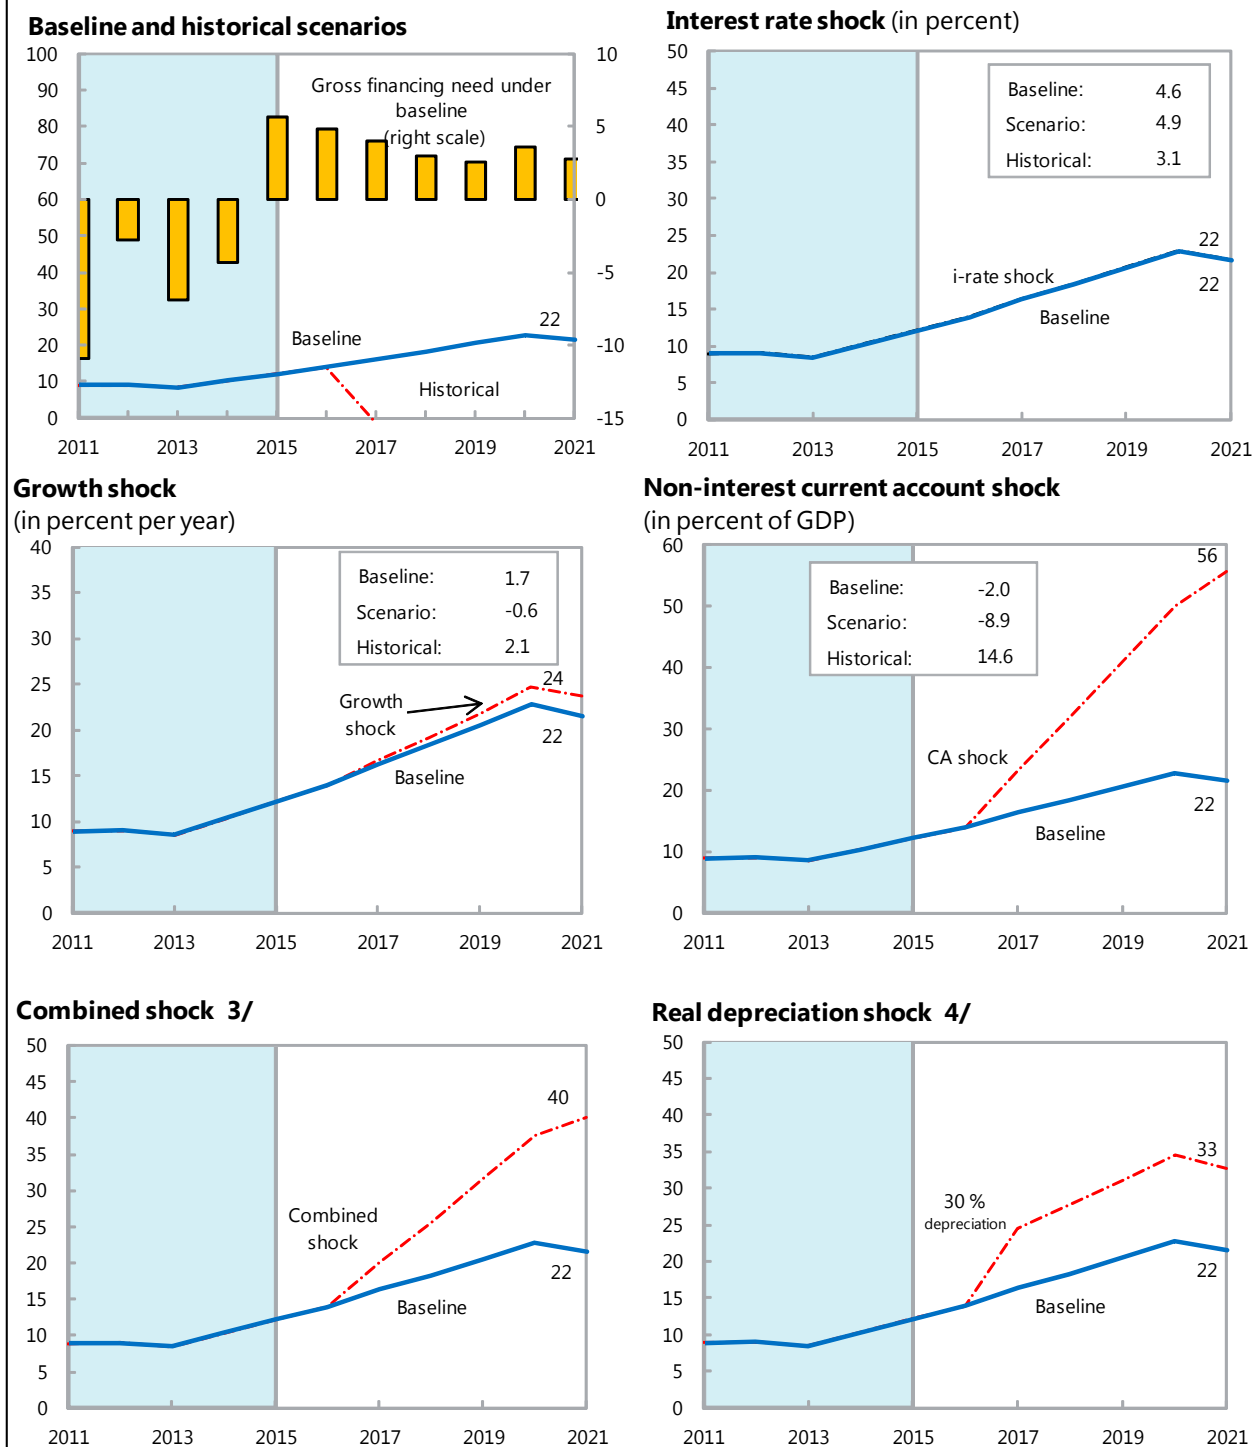 Baseline and historical scenarios
100
90
80
70
60
50
40
30
20
10
0
10
5
0
-5
-10
-15
Gross financing need under
baseline
(right scale)
Baseline
22
Historical
2011 2013 2015 2017 2019 2021
Interest rate shock (in percent)
50
45
40
35
30
25
20
15
10
5
0
Baseline: 4.6
Scenario: 4.9
Historical: 3.1
22
i-rate shock
22
Baseline
2011 2013 2015 2017 2019 2021
Growth shock
(in percent per year)
40
35
30
25
20
15
10
5
0
Baseline: 1.7
Scenario: -0.6
Historical: 2.1
24
Growth
shock
22
Baseline
2011 2013 2015 2017 2019 2021
Non-interest current account shock
(in percent of GDP)
60
50
40
30
20
10
0
56
Baseline: -2.0
Scenario: -8.9
Historical: 14.6
CA shock
22
Baseline
2011 2013 2015 2017 2019 2021
Combined shock 3/
50
45
40
35
30
25
20
15
10
5
0
40
Combined
shock
22
Baseline
2011 2013 2015 2017 2019 2021
Real depreciation shock 4/
50
45
40
35
30
25
20
15
10
5
0
33
30 %
depreciation
22
Baseline
2011 2013 2015 2017 2019 2021